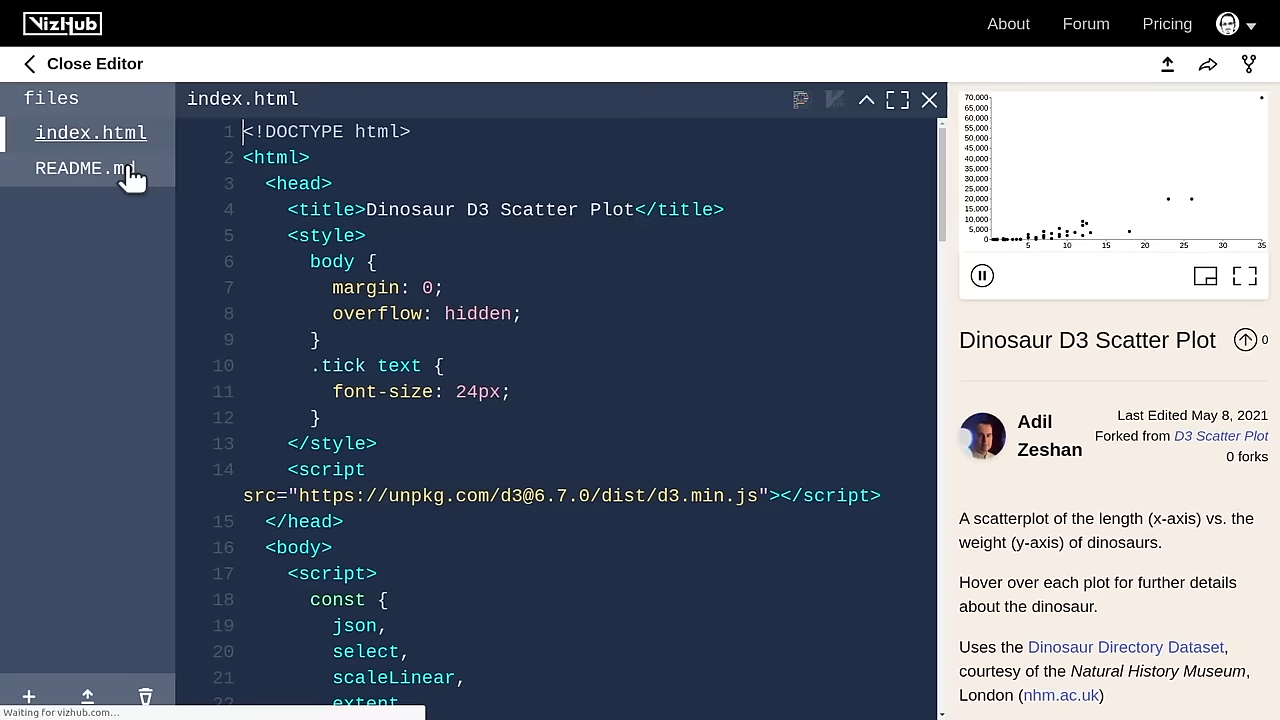 VizHub
About Forum Pricing
Close Editor
files
index.html
README.md
index.html
1 <!DOCTYPE html>
2 <html>
3 <head>
4 <title>Dinosaur D3 Scatter Plot</title>
5 <style>
6 body {
7 margin: 0;
8 overflow: hidden;
9 }
10 .tick text {
11 font-size: 24px;
12 }
13 </style>
14 <script
src="https://unpkg.com/d3@6.7.0/dist/d3.min.js"></script>
15 </head>
16 <body>
17 <script>
18 const {
19 json,
20 select,
21 scaleLinear,
22 extent
Waiting for vizhub.com...
70,000
65,000
60,000
55,000
50,000
45,000
40,000
35,000
30,000
25,000
20,000
15,000
10,000
5,000
0
5 10 15 20 25 30 35
Dinosaur D3 Scatter Plot
0
Adil
Zeshan
Last Edited May 8, 2021
Forked from D3 Scatter Plot
0 forks
A scatterplot of the length (x-axis) vs. the
weight (y-axis) of dinosaurs.
Hover over each plot for further details
about the dinosaur.
Uses the Dinosaur Directory Dataset,
courtesy of the Natural History Museum,
London (nhm.ac.uk)